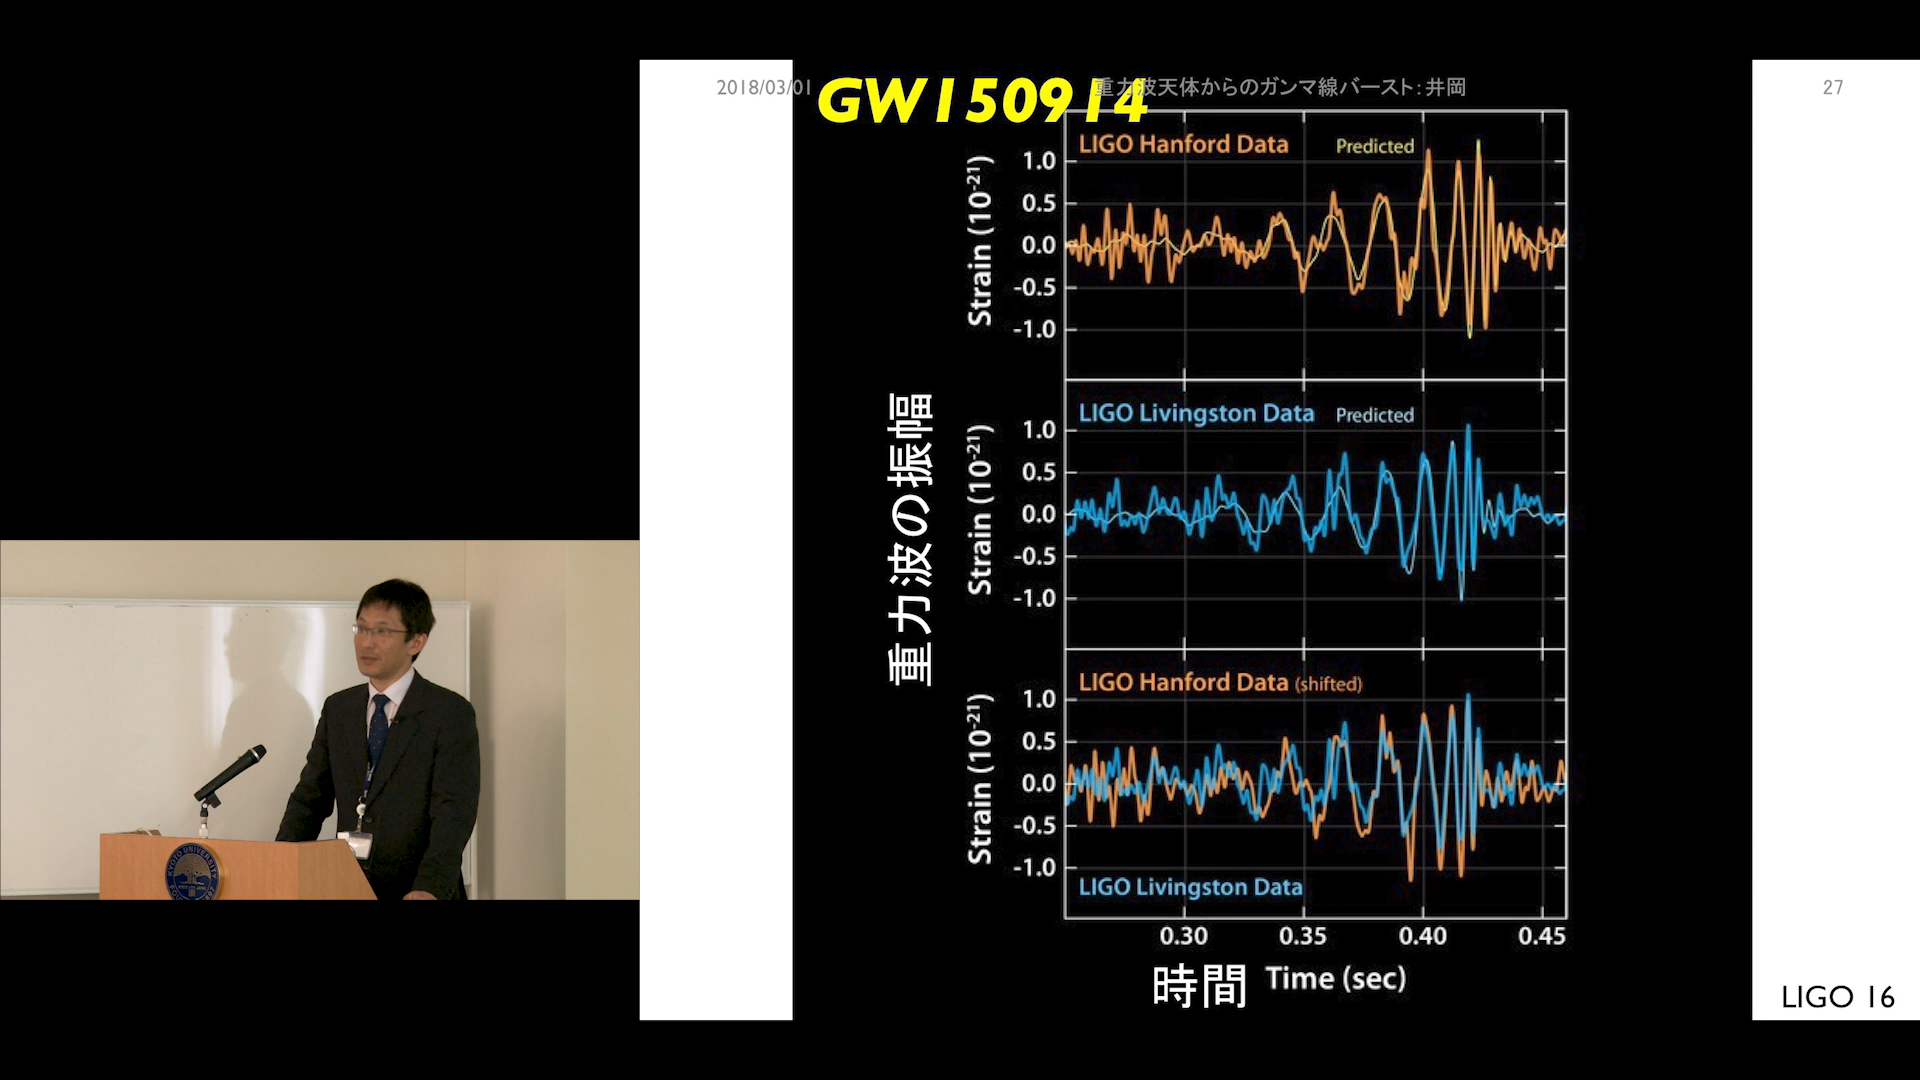 2018/03/01
重力波天体からのガンマ線バースト：井岡
27
GW150914
重力波の振幅
LIGO Hanford Data
Predicted
Strain (10-21)
1.0
0.5
0.0
-0.5
-1.0
LIGO Livingston Data
Predicted
Strain (10-21)
1.0
0.5
0.0
-0.5
-1.0
LIGO Hanford Data (shifted)
Strain (10-21)
1.0
0.5
0.0
-0.5
-1.0
LIGO Livingston Data
0.30 0.35 0.40 0.45
時間 Time (sec)
LIGO 16
KYOTO UNIVERSITY